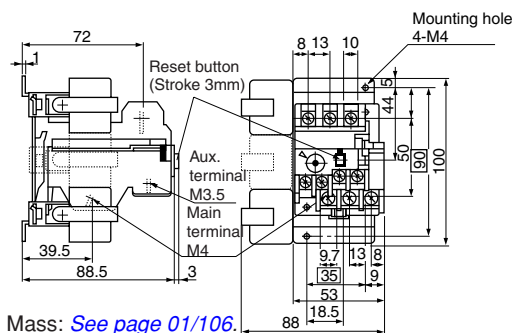 72
1
8 13 10
Mounting hole
4-M4
Reset button
(Stroke 3mm)
5
44
50
90
100
Aux.
terminal
M3.5
Main
terminal
M4
39.5
88.5
3
9.7
13
8
35
9
53
18.5
88
Mass: See page 01/106.